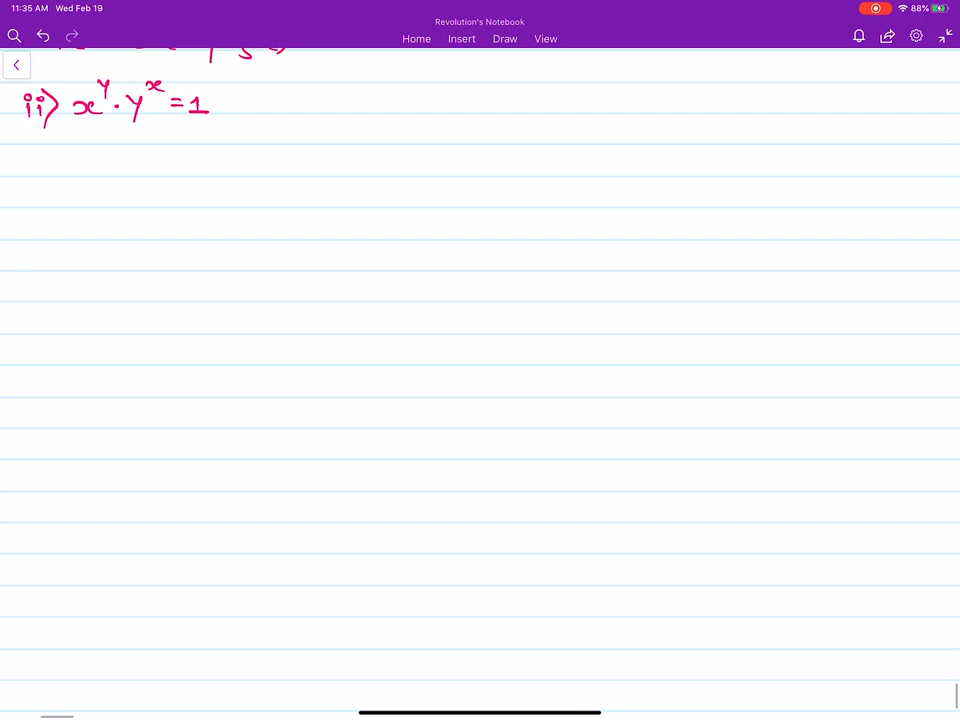 11:35 AM Wed Feb 19
88%
Revolution's Notebook
Home Insert Draw View
ii) x^y · y^x = 1